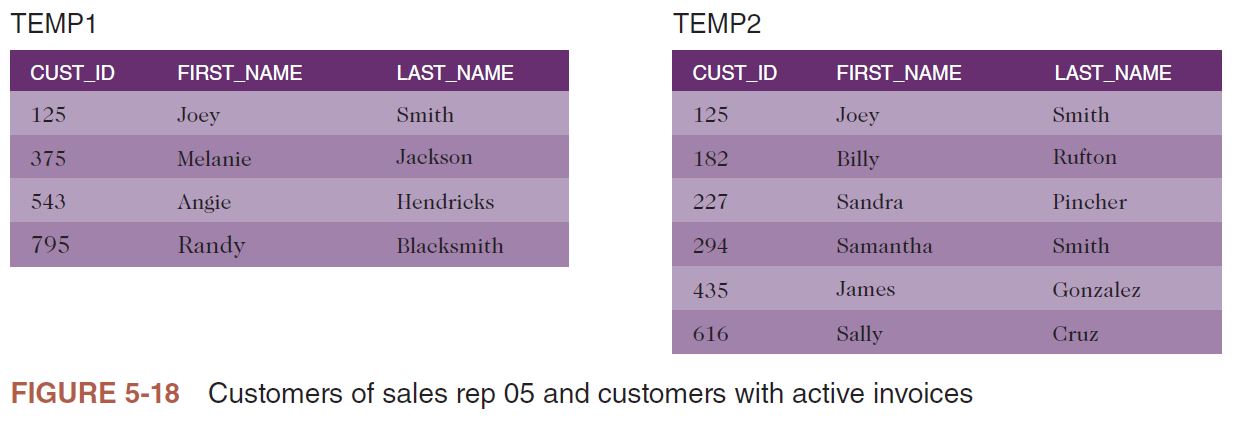 TEMP1
CUST_ID FIRST_NAME LAST_NAME
125 Joey Smith
375 Melanie Jackson
543 Angie Hendricks
795 Randy Blacksmith
TEMP2
CUST_ID FIRST_NAME LAST_NAME
125 Joey Smith
182 Billy Rufton
227 Sandra Pincher
294 Samantha Smith
435 James Gonzalez
616 Sally Cruz
FIGURE 5-18 Customers of sales rep 05 and customers with active invoices